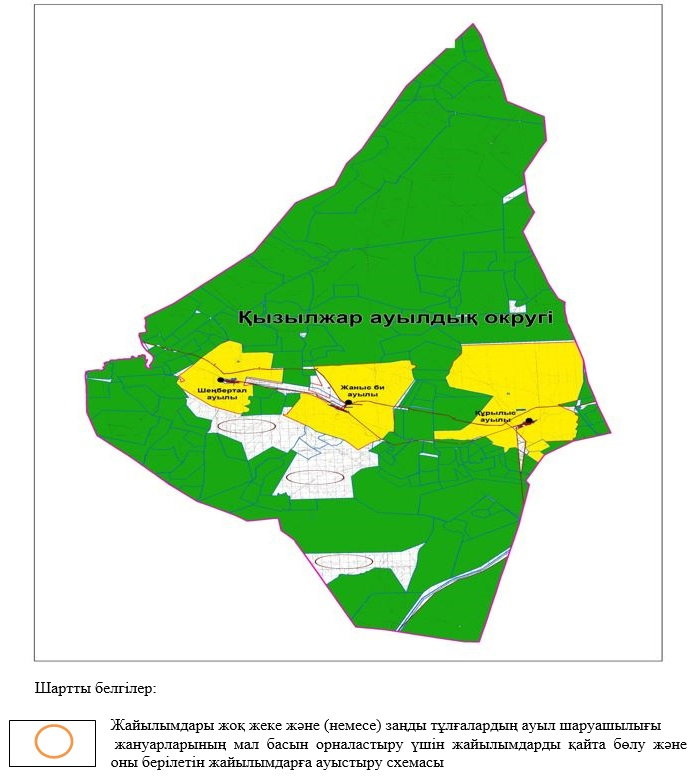 Қызылжар ауылдық округі
Шеңбертал
ауылы
Жаныс би
ауылы
Құрылыс
ауылы
Шартты белгілер:
Жайылымдары жоқ жеке және (немесе) заңды тұлғалардың ауыл шаруашылығы
жануарларының мал басын орналастыру үшін жайылымдарды қайта бөлу және
оны берілетін жайылымдарға ауыстыру схемасы